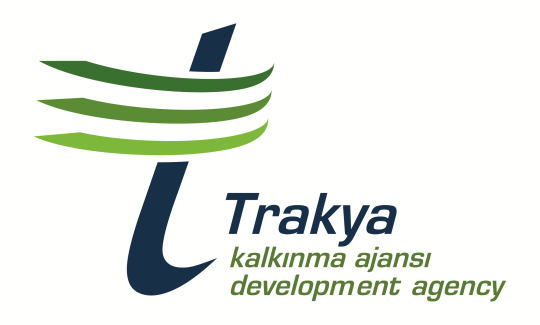 Trakya
kalkınma ajansı
development agency